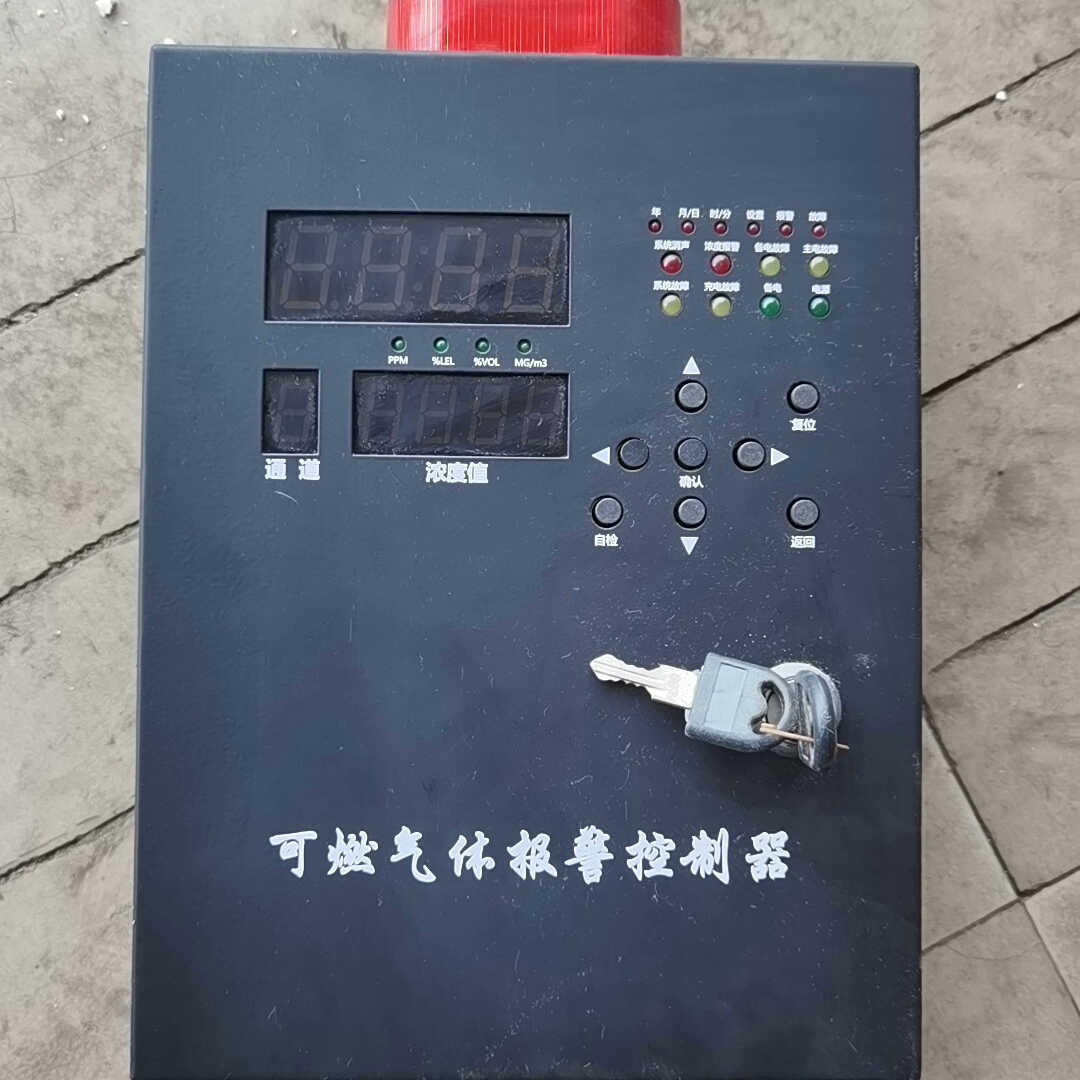 年 月/日 时/分 设置 报警 故障
系统消声 浓度报警 备电故障 主电故障
系统故障 充电故障 备电 电源
PPM %LEL %VOL MG/m3
复位
通道 浓度值
确认
自检 返回
可燃气体报警控制器